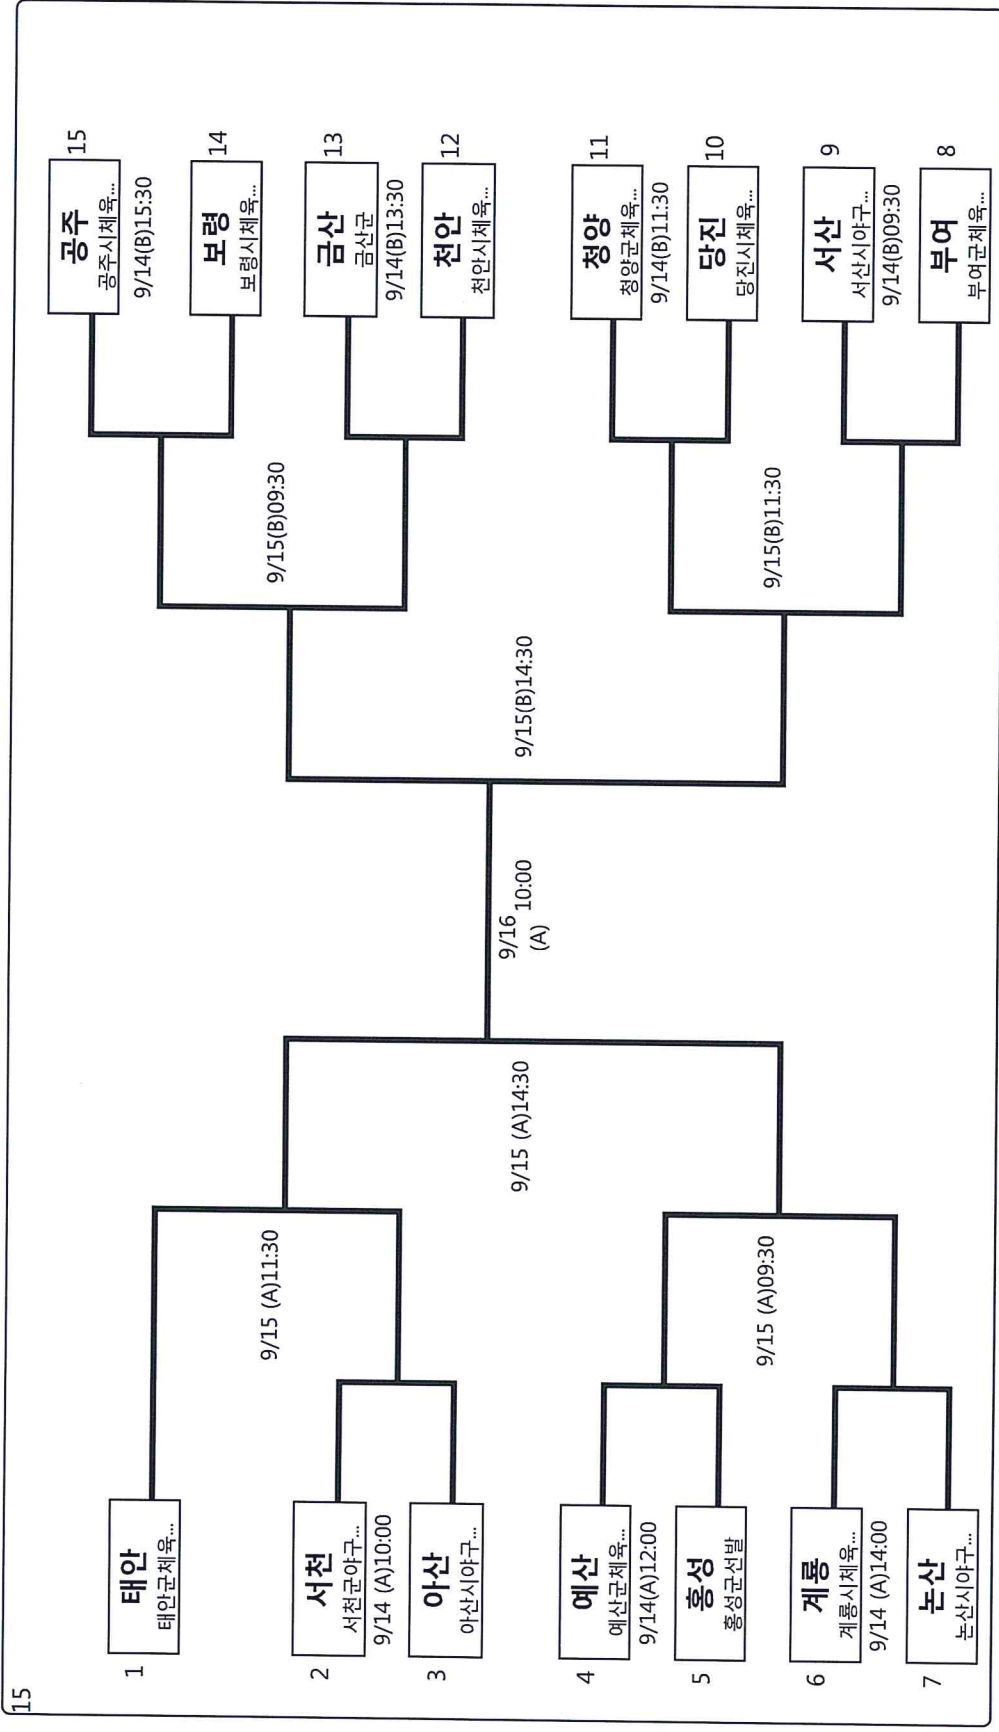 15
1
태안
태안군체육...
2
서천
서천군야구...
9/14 (A)10:00
3
아산
아산시야구...
4
예산
예산군체육...
9/14(A)12:00
5
홍성
홍성군선발
6
계룡
계룡시체육...
9/14 (A)14:00
7
논산
논산시야구...
9/15 (A)11:30
9/15 (A)09:30
9/15 (A)14:30
9/16 10:00
(A)
9/15(B)14:30
9/15(B)09:30
9/15(B)11:30
공주
공주시체육...
15
9/14(B)15:30
보령
보령시체육...
14
금산
금산군
13
9/14(B)13:30
천안
천안시체육...
12
청양
청양군체육...
11
9/14(B)11:30
당진
당진시체육...
10
서산
서산시야구...
9
9/14(B)09:30
부여
부여군체육...
8